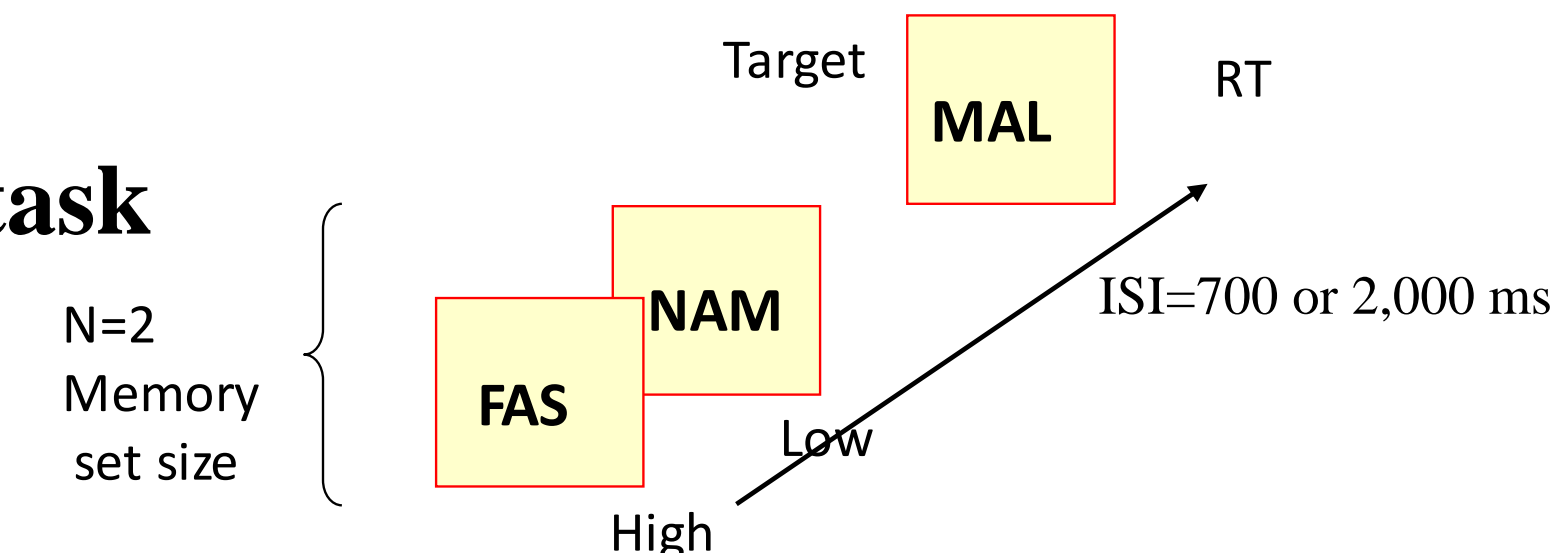 Target
MAL
RT
task
N=2
Memory
set size
NAM
FAS
ISI=700 or 2,000 ms
Low
High